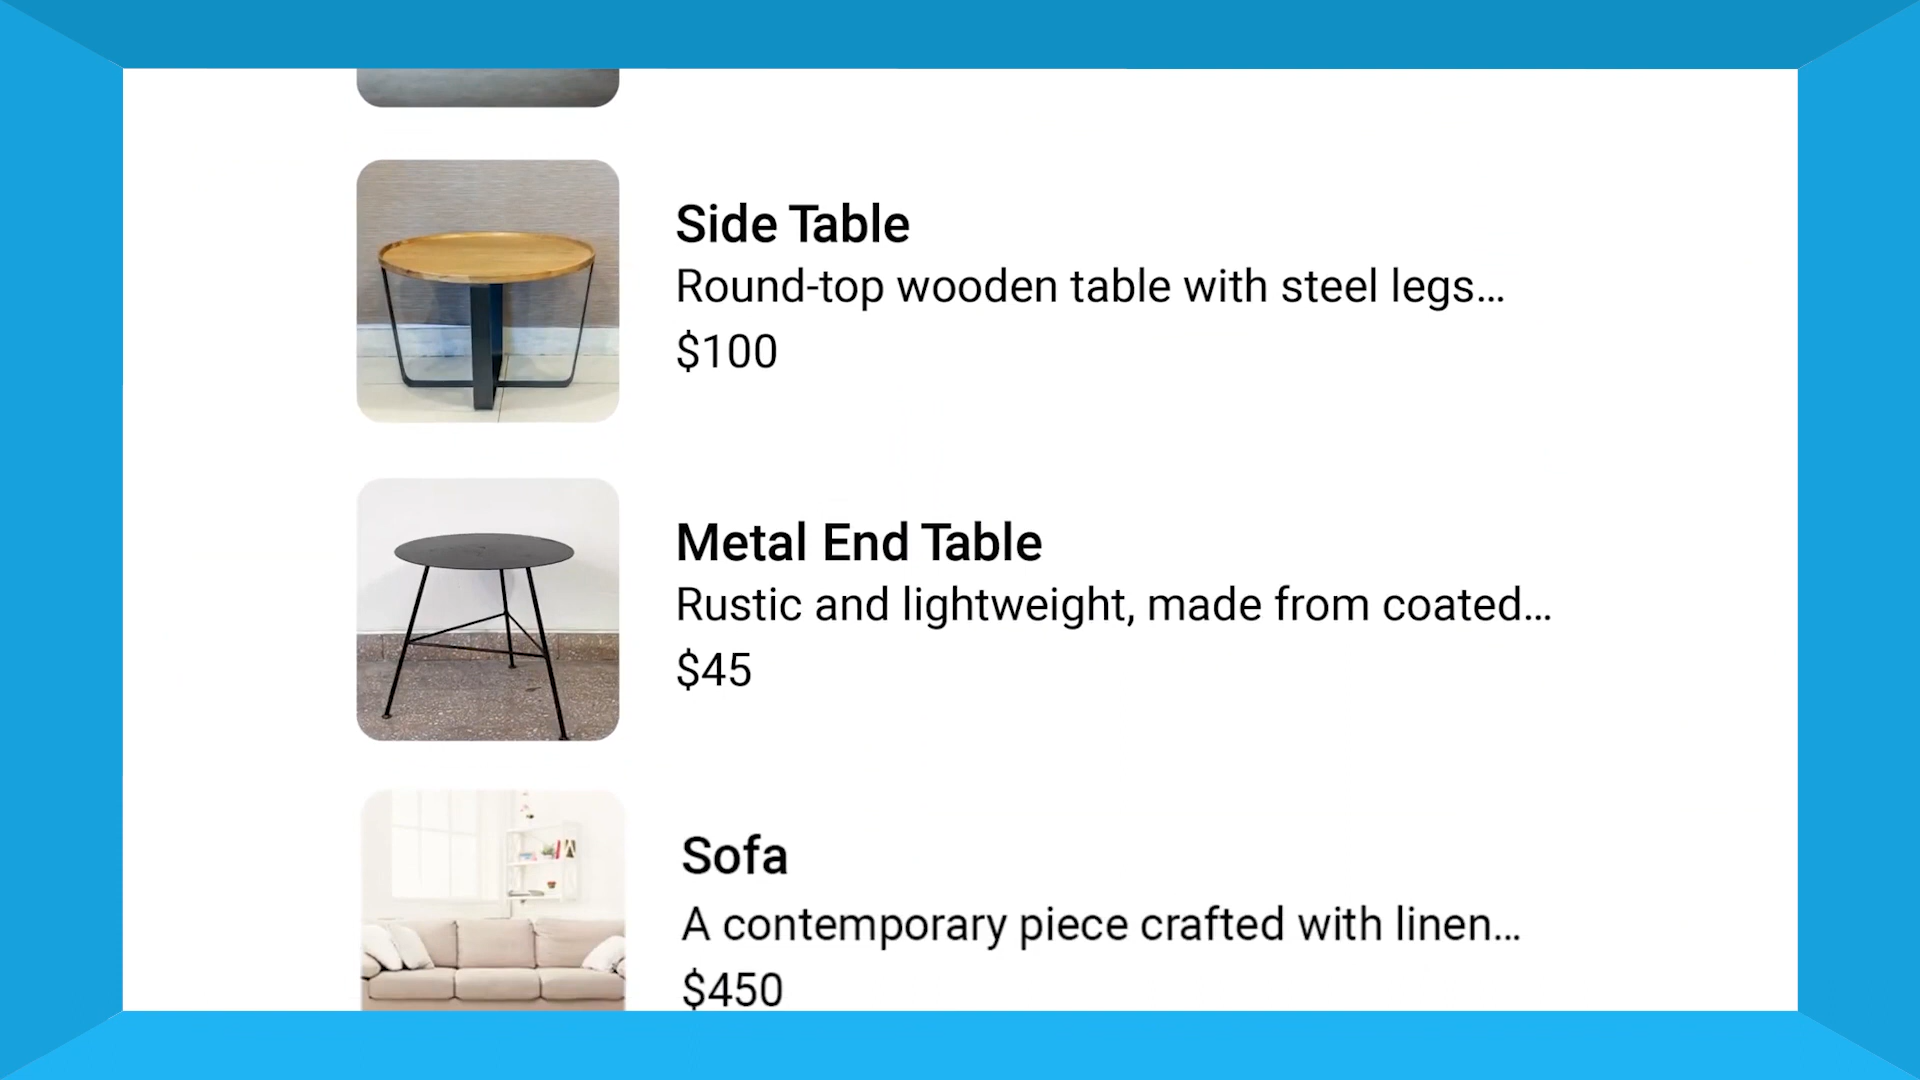 Side Table
Round-top wooden table with steel legs...
$100
Metal End Table
Rustic and lightweight, made from coated...
$45
Sofa
A contemporary piece crafted with linen...
$450